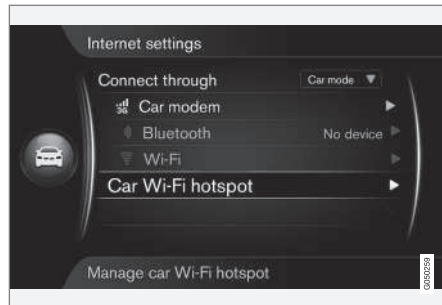 Internet settings
Connect through Car mode
3G Car modem
Bluetooth No device
Wi-Fi
Car Wi-Fi hotspot
Manage car Wi-Fi hotspot
G050259